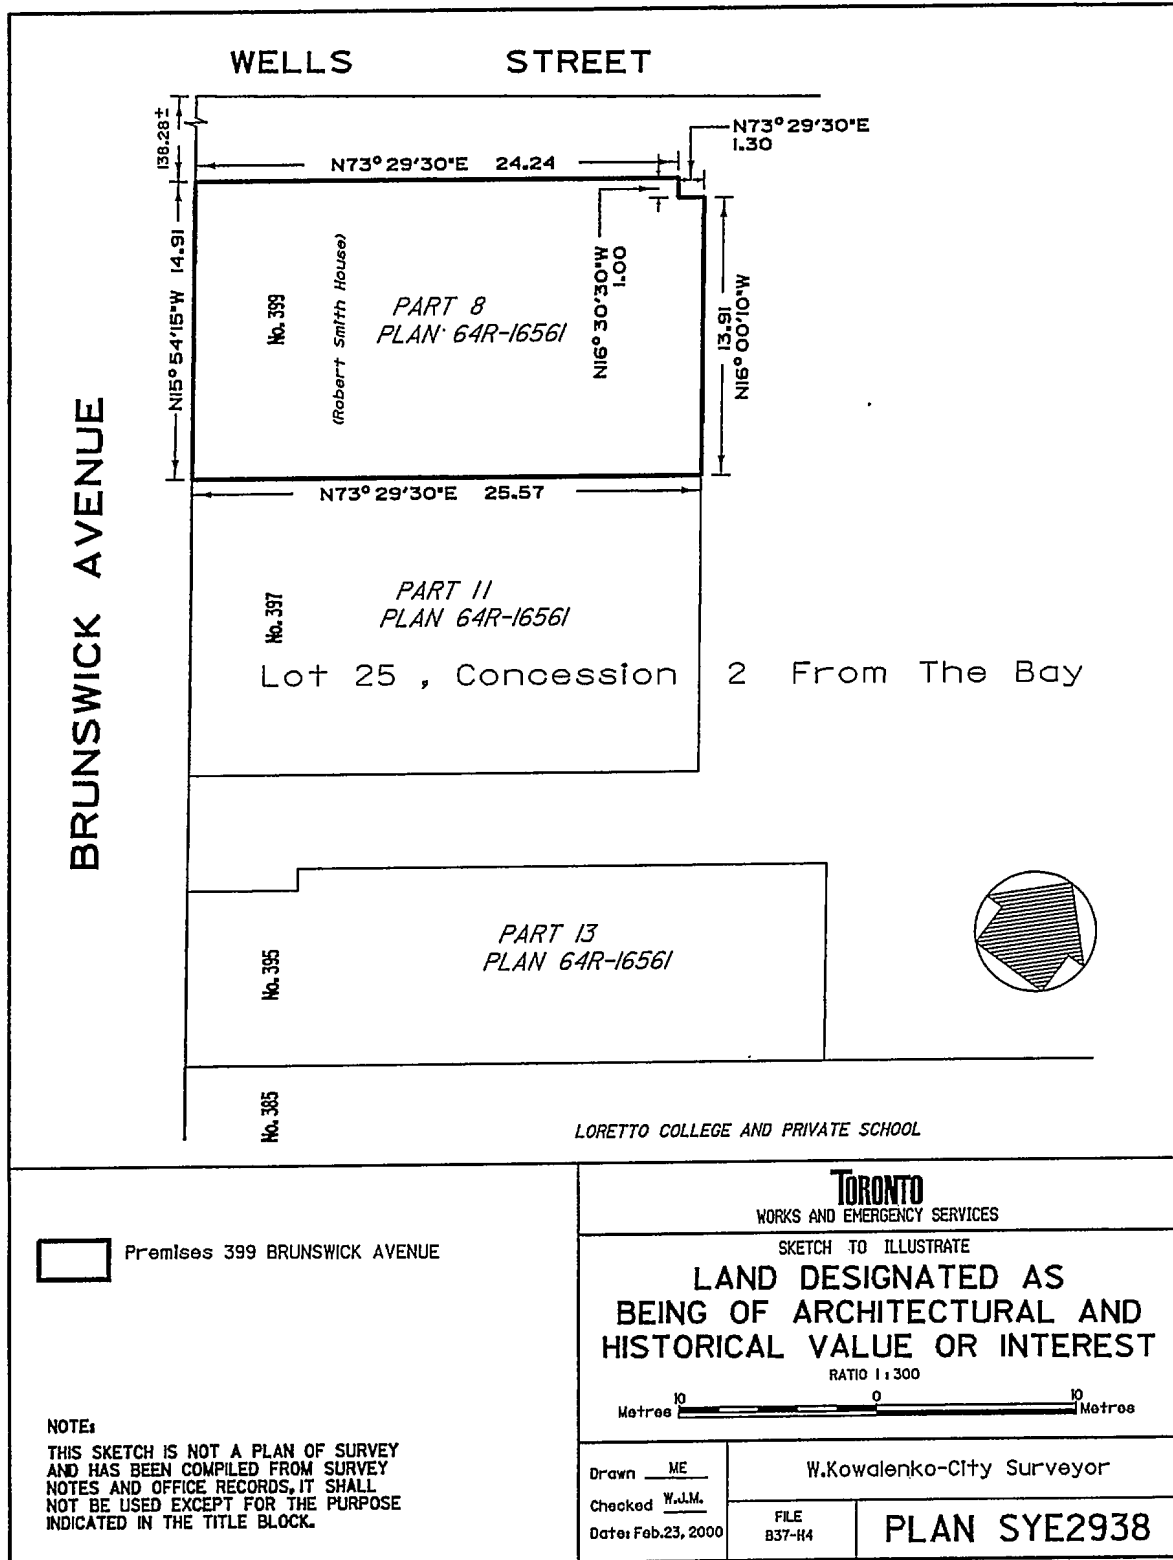 WELLS STREET
138.28±
N73°29'30"E
1.30
N73°29'30"E 24.24
N15°54'15"W 14.91
No.399
(Robert Smith House)
PART 8
PLAN 64R-16561
N16°30'30"W
1.00
13.91
N16°00'10"W
BRUNSWICK AVENUE
N73°29'30"E 25.57
No.397
PART 11
PLAN 64R-16561
Lot 25 , Concession 2 From The Bay
No.395
PART 13
PLAN 64R-16561
No.385
LORETTO COLLEGE AND PRIVATE SCHOOL
Premises 399 BRUNSWICK AVENUE
NOTE:
THIS SKETCH IS NOT A PLAN OF SURVEY
AND HAS BEEN COMPILED FROM SURVEY
NOTES AND OFFICE RECORDS, IT SHALL
NOT BE USED EXCEPT FOR THE PURPOSE
INDICATED IN THE TITLE BLOCK.
TORONTO
WORKS AND EMERGENCY SERVICES
SKETCH TO ILLUSTRATE
LAND DESIGNATED AS
BEING OF ARCHITECTURAL AND
HISTORICAL VALUE OR INTEREST
RATIO 1:300
10 0 10
Metres Metres
Drawn ME
Checked W.J.M.
Date: Feb.23, 2000
W.Kowalenko-City Surveyor
FILE
B37-H4
PLAN SYE2938